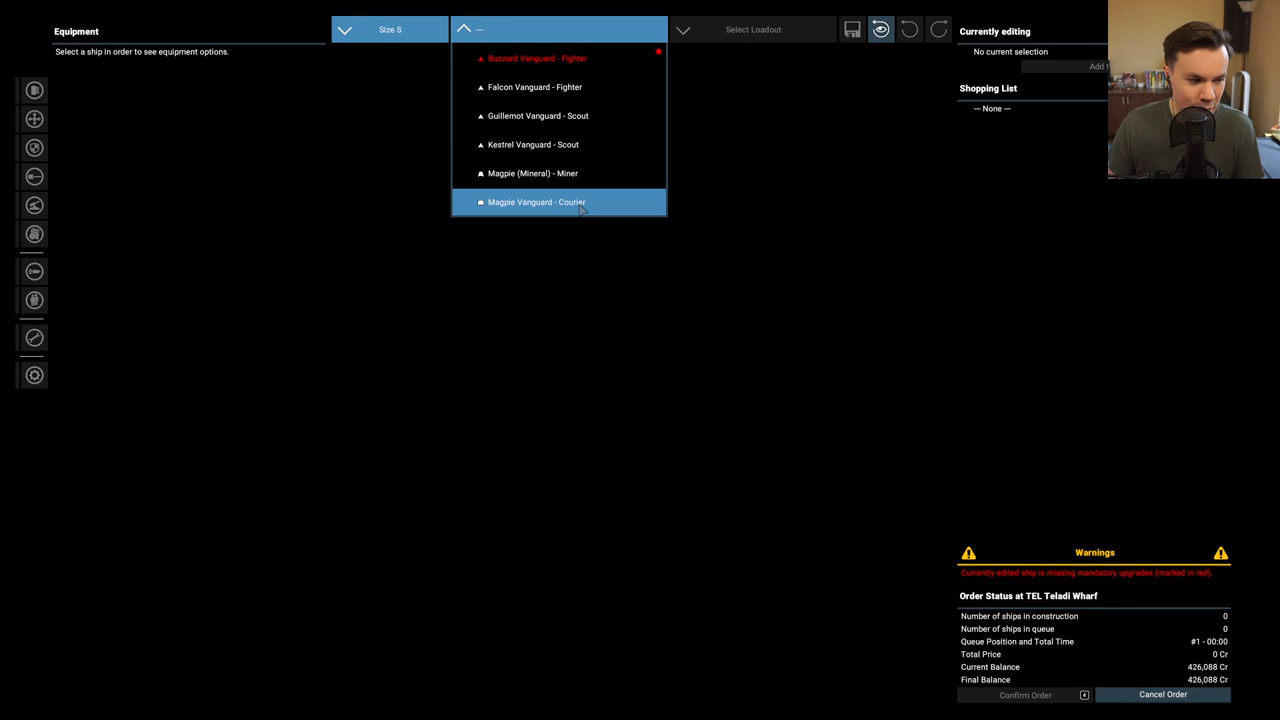 Equipment
Select a ship in order to see equipment options.
Size S
—
Select Loadout
Buzzard Vanguard - Fighter
Falcon Vanguard - Fighter
Guillemot Vanguard - Scout
Kestrel Vanguard - Scout
Magpie (Mineral) - Miner
Magpie Vanguard - Courier
Currently editing
No current selection
Add
Shopping List
— None —
Warnings
Currently edited ship is missing mandatory upgrades (marked in red).
Order Status at TEL Teladi Wharf
Number of ships in construction 0
Number of ships in queue 0
Queue Position and Total Time #1 - 00:00
Total Price 0 Cr
Current Balance 426,088 Cr
Final Balance 426,088 Cr
Confirm Order 4 Cancel Order